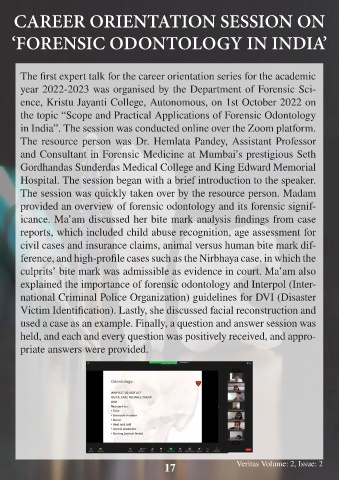 CAREER ORIENTATION SESSION ON
‘FORENSIC ODONTOLOGY IN INDIA’
The first expert talk for the career orientation series for the academic
year 2022-2023 was organised by the Department of Forensic Sci-
ence, Kristu Jayanti College, Autonomous, on 1st October 2022 on
the topic “Scope and Practical Applications of Forensic Odontology
in India”. The session was conducted online over the Zoom platform.
The resource person was Dr. Hemlata Pandey, Assistant Professor
and Consultant in Forensic Medicine at Mumbai’s prestigious Seth
Gordhandas Sunderdas Medical College and King Edward Memorial
Hospital. The session began with a brief introduction to the speaker.
The session was quickly taken over by the resource person. Madam
provided an overview of forensic odontology and its forensic signif-
icance. Ma’am discussed her bite mark analysis findings from case
reports, which included child abuse recognition, age assessment for
civil cases and insurance claims, animal versus human bite mark dif-
ference, and high-profile cases such as the Nirbhaya case, in which the
culprits’ bite mark was admissible as evidence in court. Ma’am also
explained the importance of forensic odontology and Interpol (Inter-
national Criminal Police Organization) guidelines for DVI (Disaster
Victim Identification). Lastly, she discussed facial reconstruction and
used a case as an example. Finally, a question and answer session was
held, and each and every question was positively received, and appro-
priate answers were provided.
Odontology
17
Veritas Volume: 2, Issue: 2